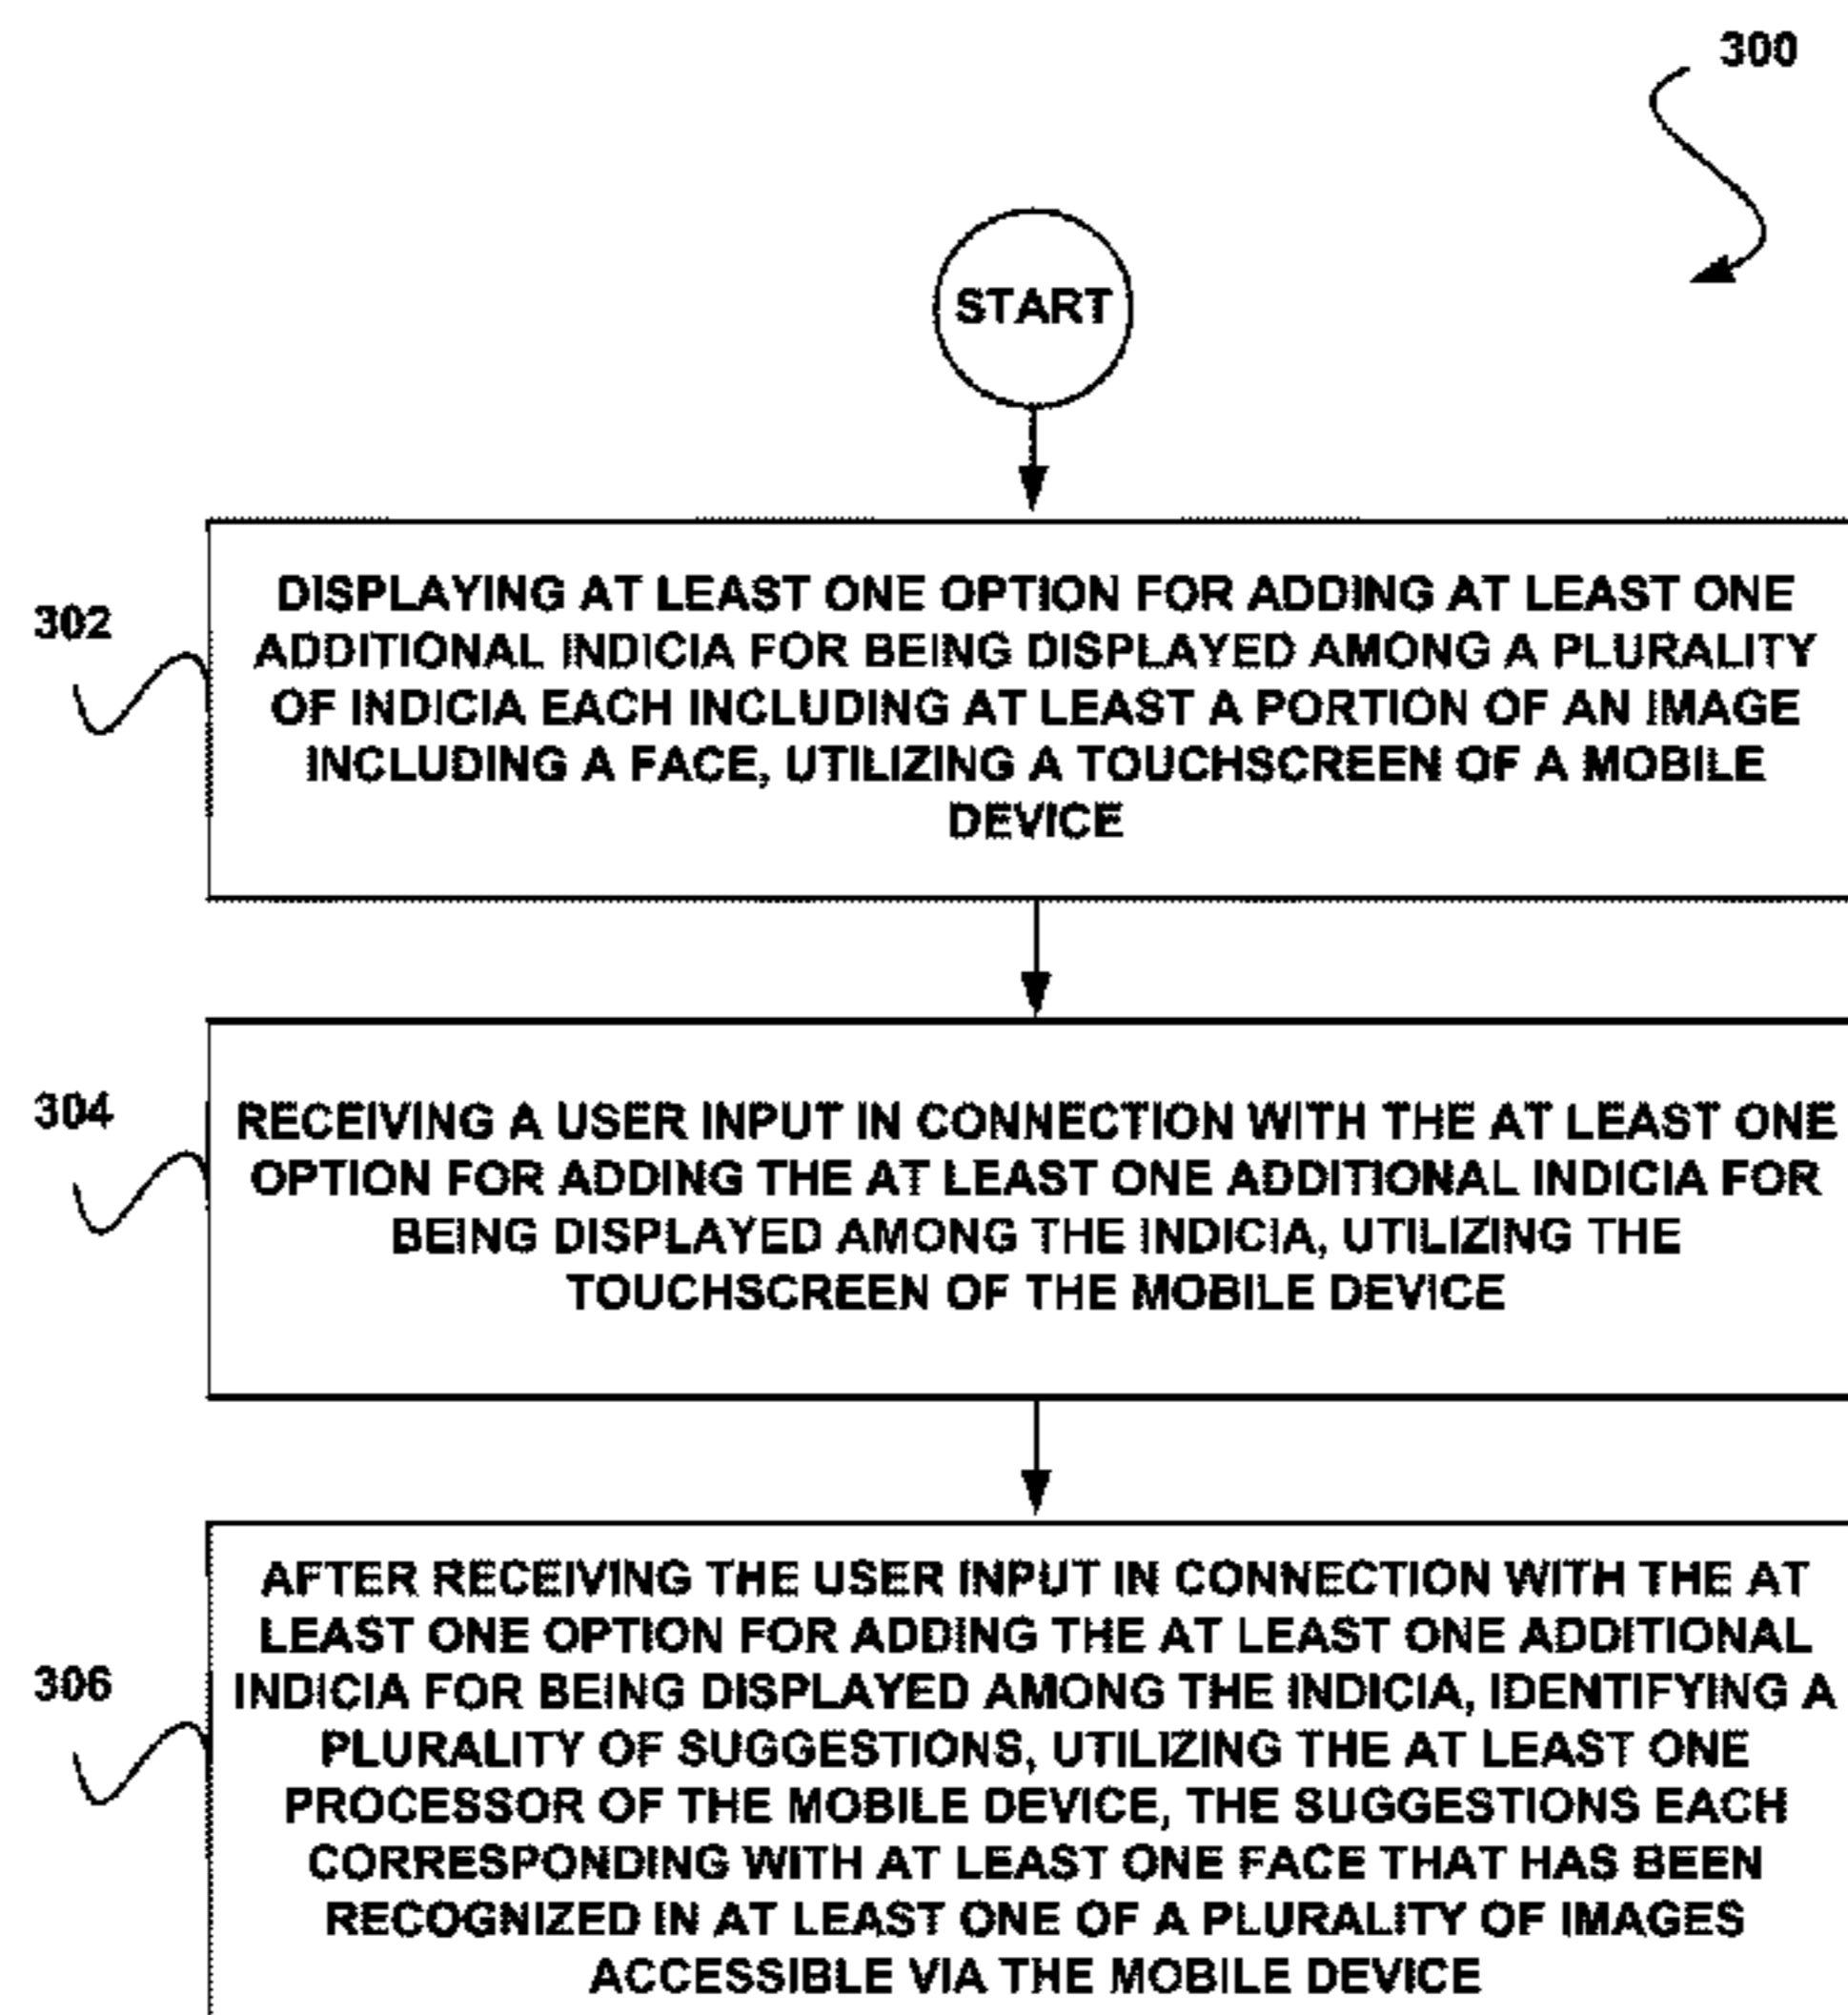 300
START
302
DISPLAYING AT LEAST ONE OPTION FOR ADDING AT LEAST ONE
ADDITIONAL INDICIA FOR BEING DISPLAYED AMONG A PLURALITY
OF INDICIA EACH INCLUDING AT LEAST A PORTION OF AN IMAGE
INCLUDING A FACE, UTILIZING A TOUCHSCREEN OF A MOBILE
DEVICE
304
RECEIVING A USER INPUT IN CONNECTION WITH THE AT LEAST ONE
OPTION FOR ADDING THE AT LEAST ONE ADDITIONAL INDICIA FOR
BEING DISPLAYED AMONG THE INDICIA, UTILIZING THE
TOUCHSCREEN OF THE MOBILE DEVICE
306
AFTER RECEIVING THE USER INPUT IN CONNECTION WITH THE AT
LEAST ONE OPTION FOR ADDING THE AT LEAST ONE ADDITIONAL
INDICIA FOR BEING DISPLAYED AMONG THE INDICIA, IDENTIFYING A
PLURALITY OF SUGGESTIONS, UTILIZING THE AT LEAST ONE
PROCESSOR OF THE MOBILE DEVICE, THE SUGGESTIONS EACH
CORRESPONDING WITH AT LEAST ONE FACE THAT HAS BEEN
RECOGNIZED IN AT LEAST ONE OF A PLURALITY OF IMAGES
ACCESSIBLE VIA THE MOBILE DEVICE